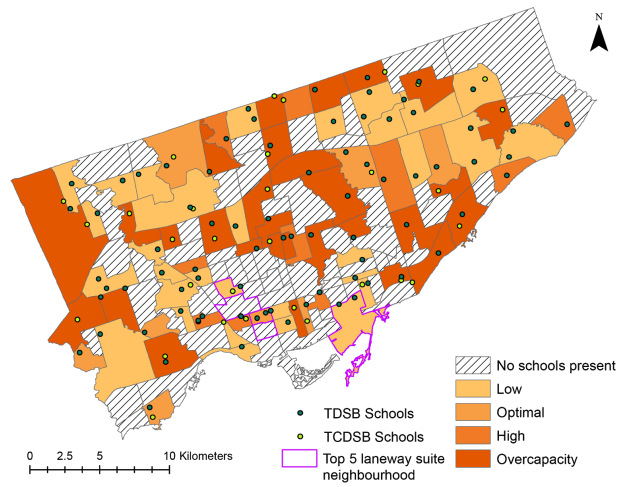 N
No schools present
Low
Optimal
High
Overcapacity
TDSB Schools
TCDSB Schools
Top 5 laneway suite
neighbourhood
0 2.5 5 10 Kilometers